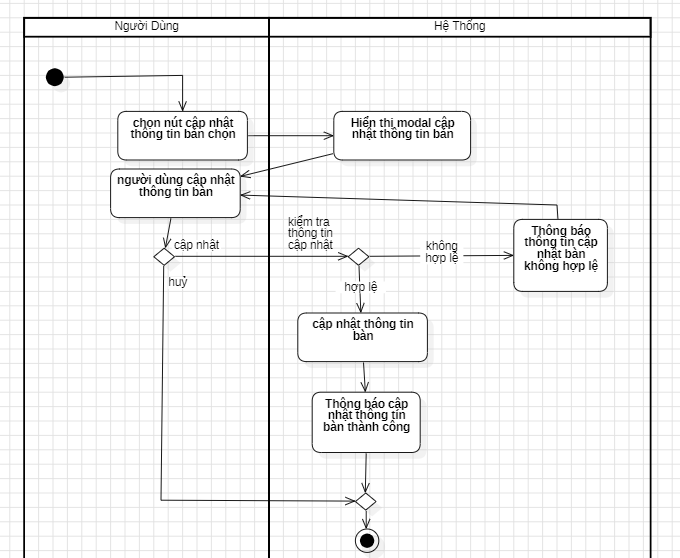 Người Dùng
Hệ Thống
chọn nút cập nhật
thông tin bàn chọn
Hiển thị modal cập
nhật thông tin bàn
người dùng cập nhật
thông tin bàn
cập nhật
kiểm tra
thông tin
cập nhật
không
hợp lệ
Thông báo
thông tin cập
nhật bàn
không hợp lệ
huỷ
hợp lệ
cập nhật thông tin
bàn
Thông báo cập
nhật thông tin
bàn thành công